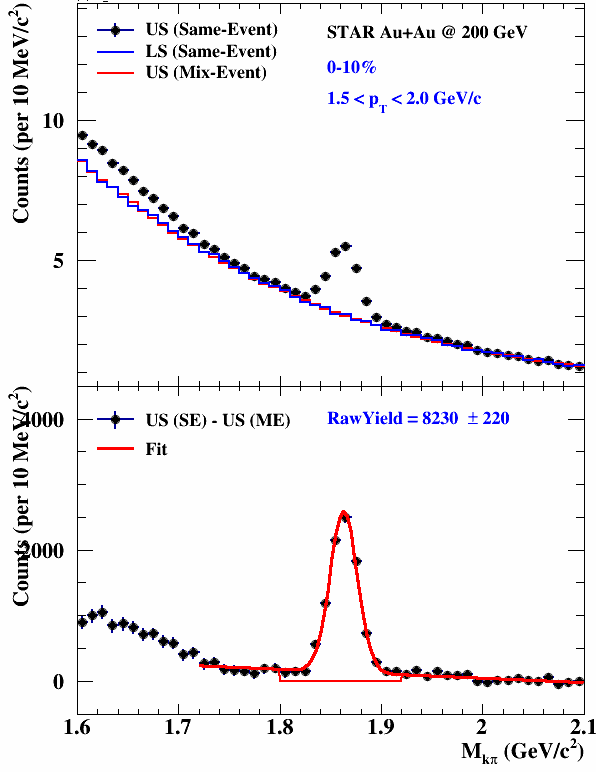 US (Same-Event)
LS (Same-Event)
US (Mix-Event)
STAR Au+Au @ 200 GeV
0-10%
1.5 < p_T < 2.0 GeV/c
Counts (per 10 MeV/c²)
10
5
US (SE) - US (ME)
Fit
RawYield = 8230 ± 220
Counts (per 10 MeV/c²)
4000
2000
0
1.6 1.7 1.8 1.9 2 2.1
M_kπ (GeV/c²)